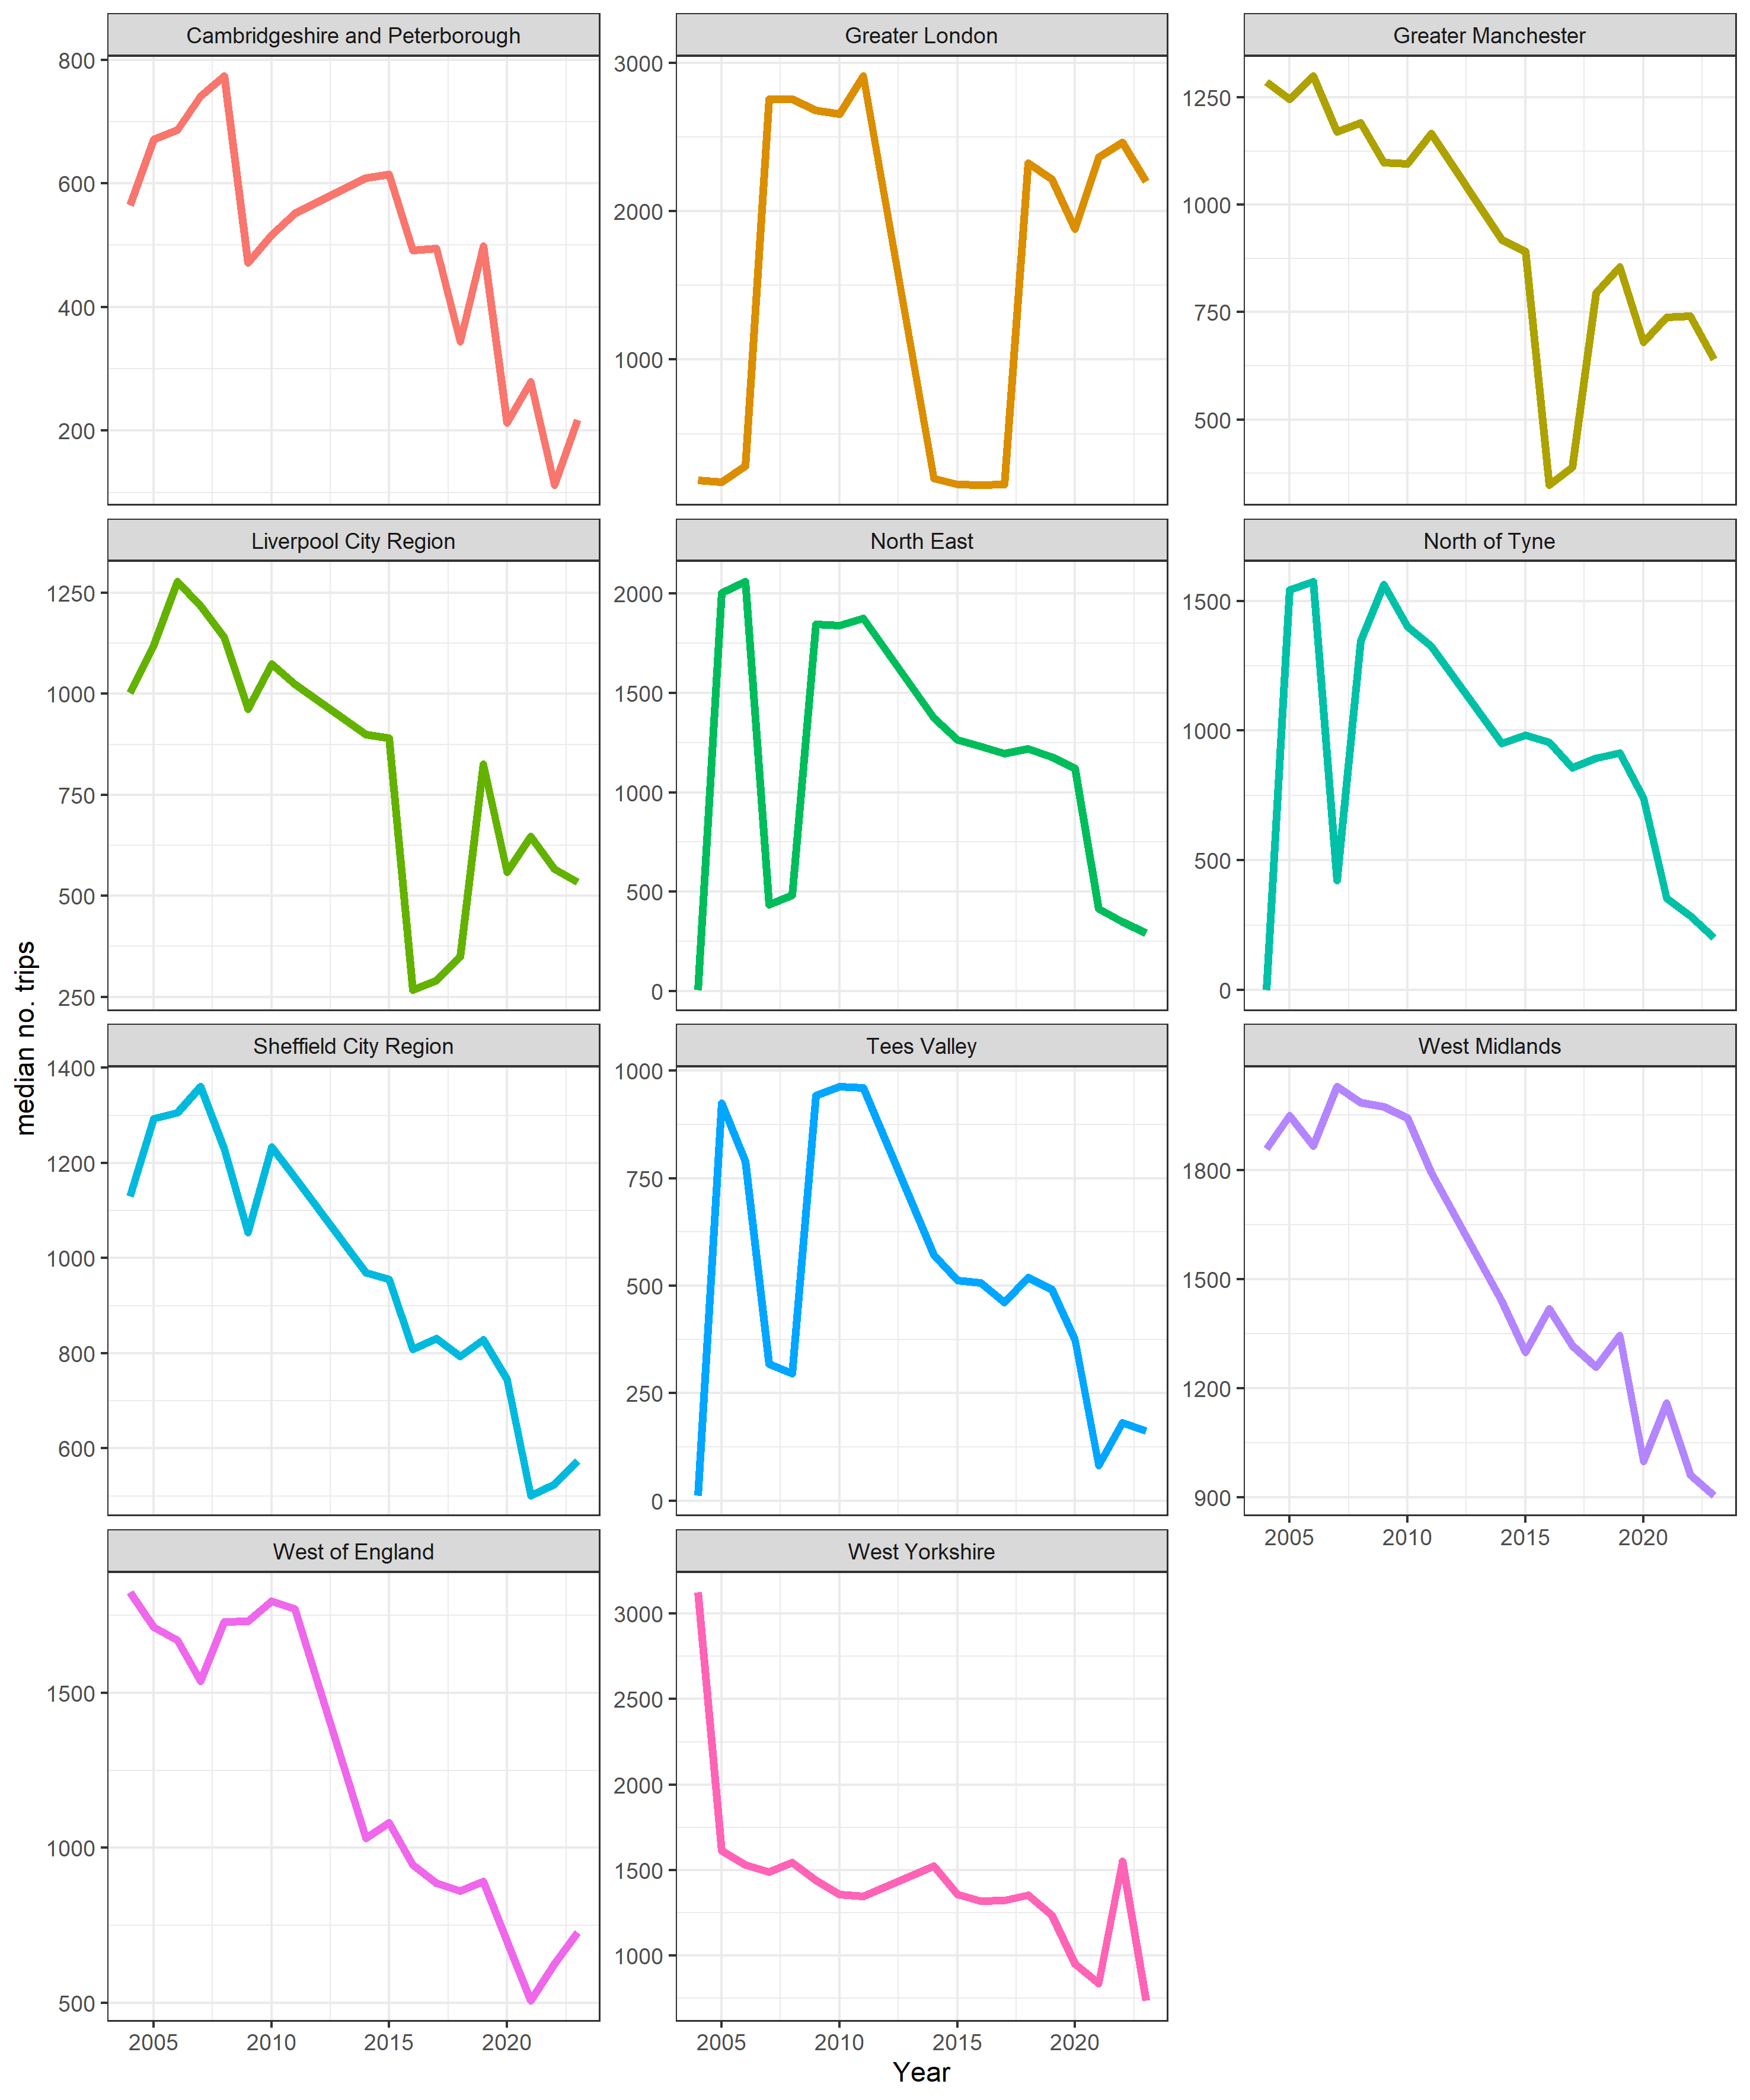 Cambridgeshire and Peterborough
800
600
400
200
Greater London
3000
2000
1000
Greater Manchester
1250
1000
750
500
Liverpool City Region
1250
1000
750
500
250
North East
2000
1500
1000
500
0
North of Tyne
1500
1000
500
0
median no. trips
Sheffield City Region
1400
1200
1000
800
600
Tees Valley
1000
750
500
250
0
West Midlands
1800
1500
1200
900
2005 2010 2015 2020
West of England
1500
1000
500
2005 2010 2015 2020
West Yorkshire
3000
2500
2000
1500
1000
2005 2010 2015 2020
Year